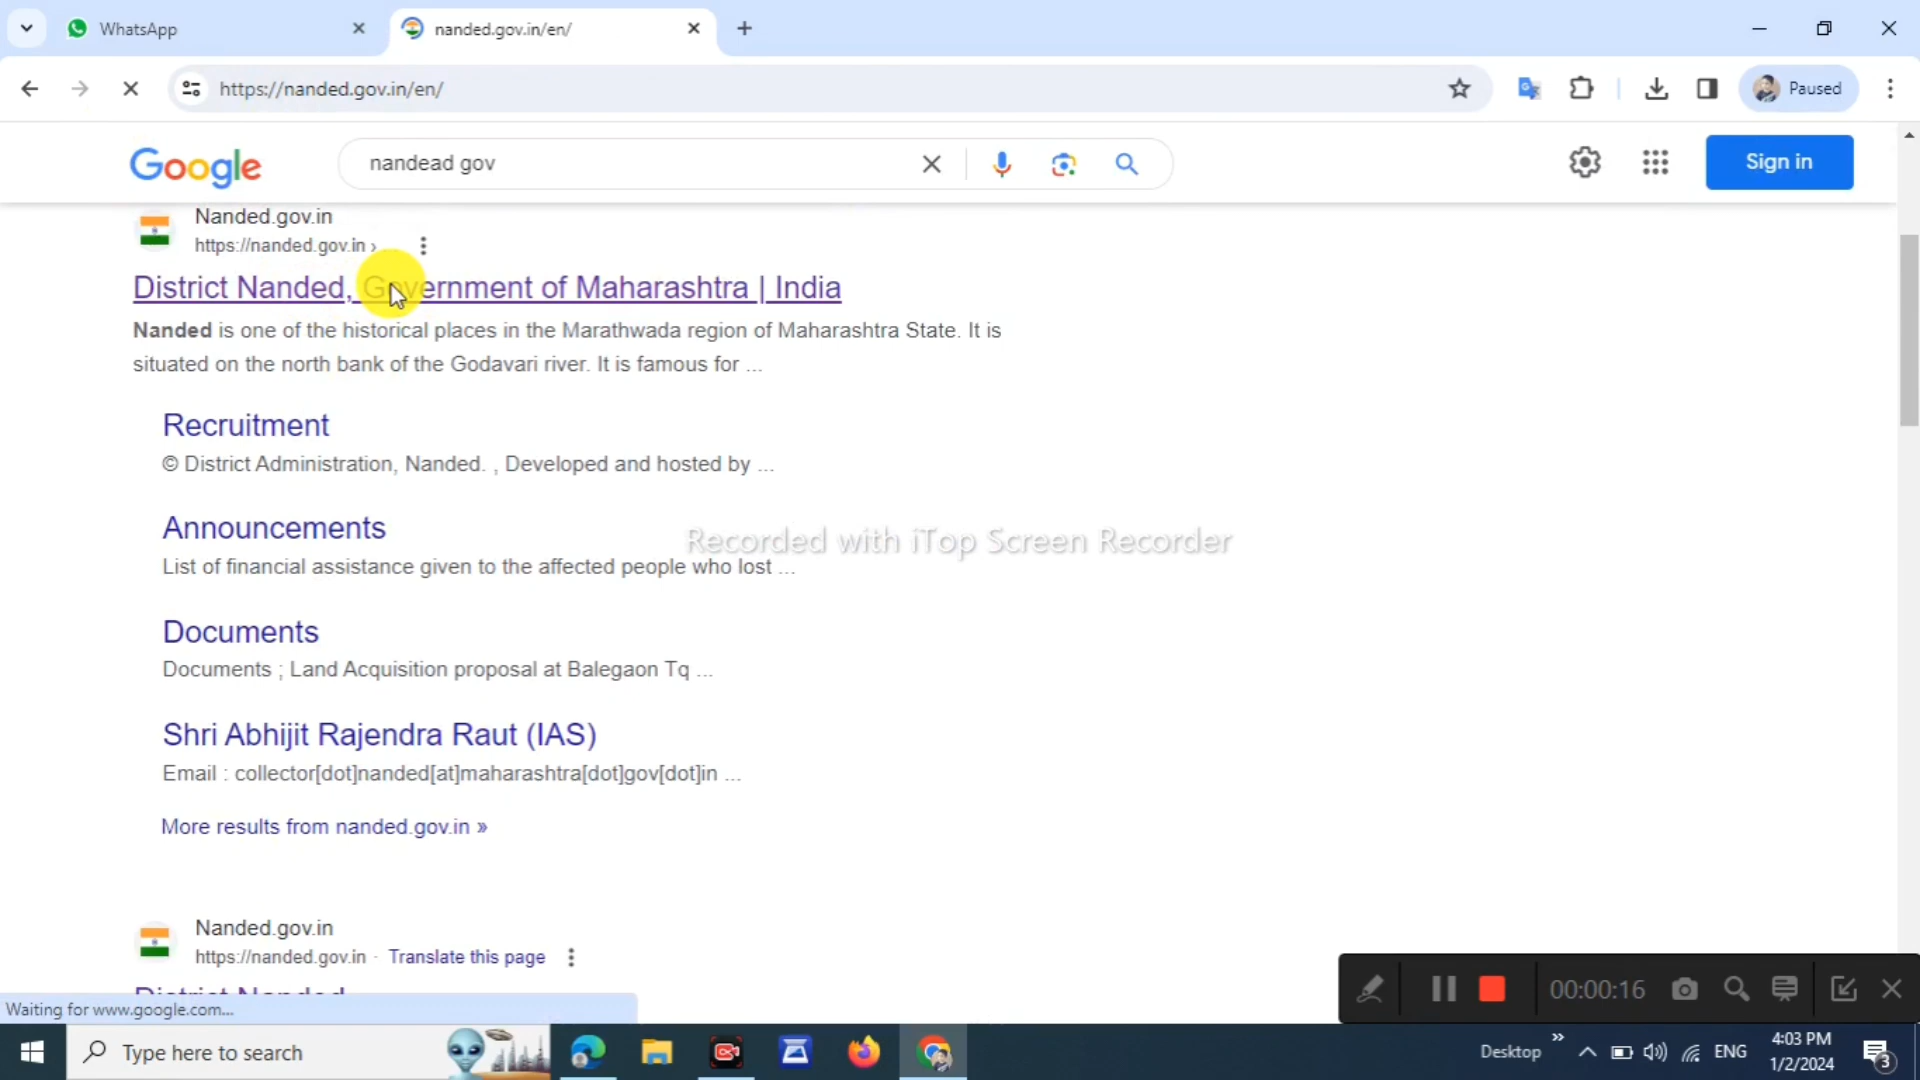 WhatsApp
nanded.gov.in/en/
https://nanded.gov.in/en/
Paused
Google
nandead gov
Sign in
Nanded.gov.in
https://nanded.gov.in ›
District Nanded, Government of Maharashtra | India
Nanded is one of the historical places in the Marathwada region of Maharashtra State. It is
situated on the north bank of the Godavari river. It is famous for ...
Recruitment
© District Administration, Nanded. , Developed and hosted by ...
Announcements
Recorded with iTop Screen Recorder
List of financial assistance given to the affected people who lost ...
Documents
Documents ; Land Acquisition proposal at Balegaon Tq ...
Shri Abhijit Rajendra Raut (IAS)
Email : collector[dot]nanded[at]maharashtra[dot]gov[dot]in ...
More results from nanded.gov.in »
Nanded.gov.in
https://nanded.gov.in · Translate this page
District Nanded
00:00:16
Waiting for www.google.com...
Type here to search
Desktop
ENG
4:03 PM
1/2/2024
3